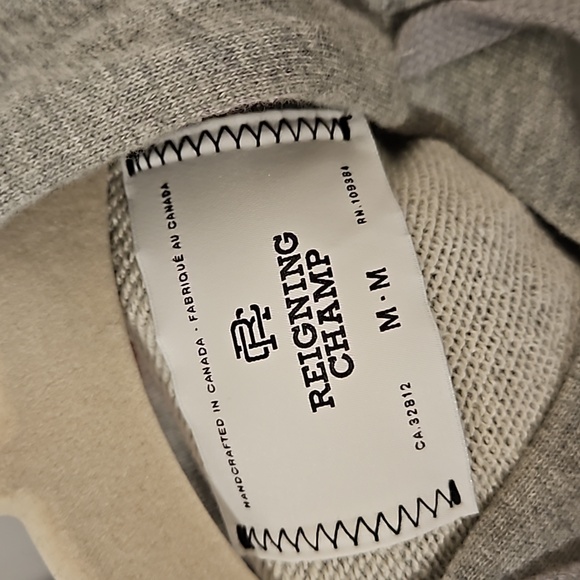 HANDCRAFTED IN CANADA · FABRIQUÉ AU CANADA
RC
REIGNING
CHAMP
M · M
CA.32812 RN.109384